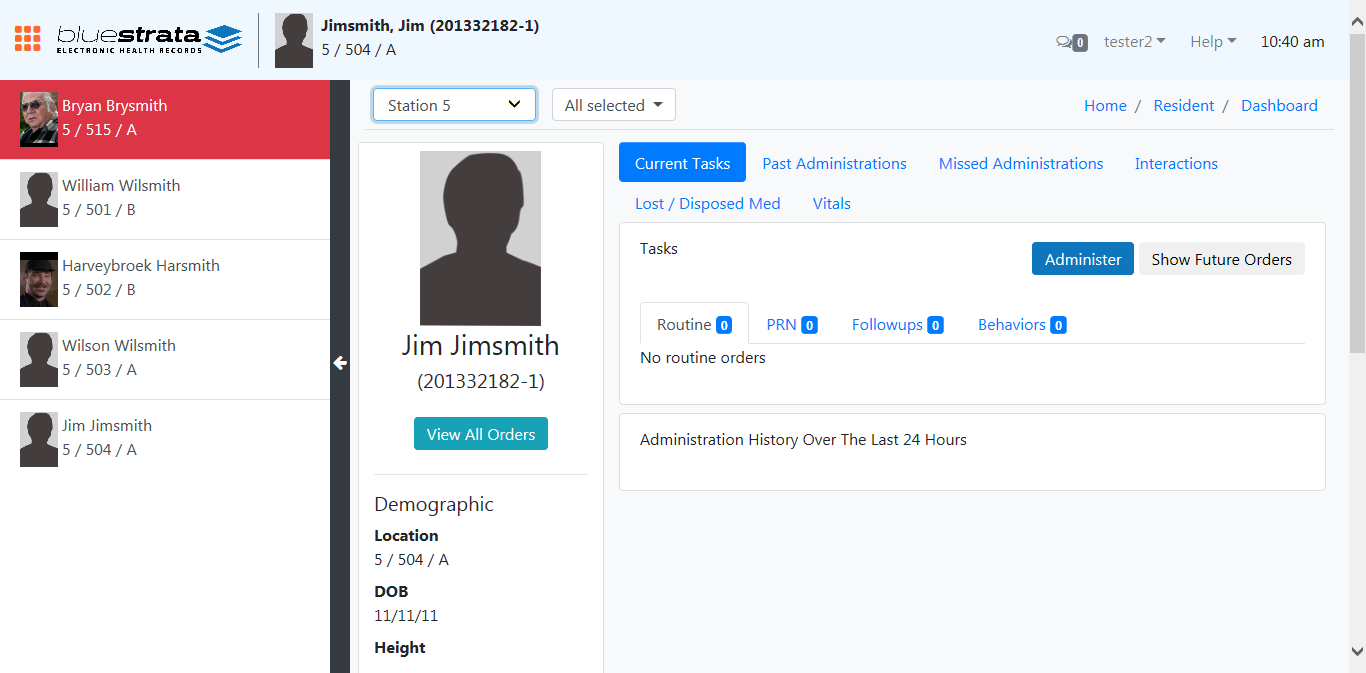 bluestrata
ELECTRONIC HEALTH RECORDS
Jimsmith, Jim (201332182-1)
5 / 504 / A
0
tester2
Help
10:40 am
Bryan Brysmith
5 / 515 / A
William Wilsmith
5 / 501 / B
Harveybroek Harsmith
5 / 502 / B
Wilson Wilsmith
5 / 503 / A
Jim Jimsmith
5 / 504 / A
Station 5
All selected
Home / Resident / Dashboard
Jim Jimsmith
(201332182-1)
View All Orders
Demographic
Location
5 / 504 / A
DOB
11/11/11
Height
Current Tasks Past Administrations Missed Administrations Interactions
Lost / Disposed Med Vitals
Tasks
Administer Show Future Orders
Routine 0 PRN 0 Followups 0 Behaviors 0
No routine orders
Administration History Over The Last 24 Hours